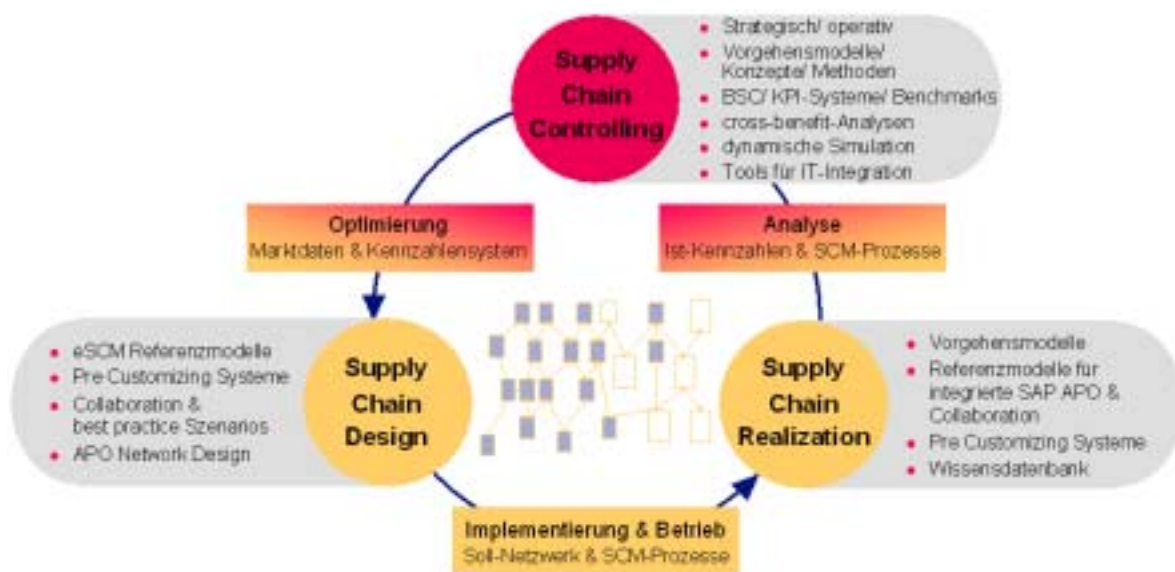 Supply
Chain
Controlling
Strategisch/ operativ
Vorgehensmodelle/
Konzepte/ Methoden
BSC/ KPI-Systeme/ Benchmarks
cross-benefit-Analysen
dynamische Simulation
Tools für IT-Integration
Optimierung
Marktdaten & Kennzahlensystem
Analyse
Ist-Kennzahlen & SCM-Prozesse
eSCM Referenzmodelle
Pre Customizing Systeme
Collaboration &
best practice Szenarios
APO Network Design
Supply
Chain
Design
Supply
Chain
Realization
Vorgehensmodelle
Referenzmodelle für
integrierte SAP APO &
Collaboration
Pre Customizing Systeme
Wissensdatenbank
Implementierung & Betrieb
Soll-Netzwerk & SCM-Prozesse